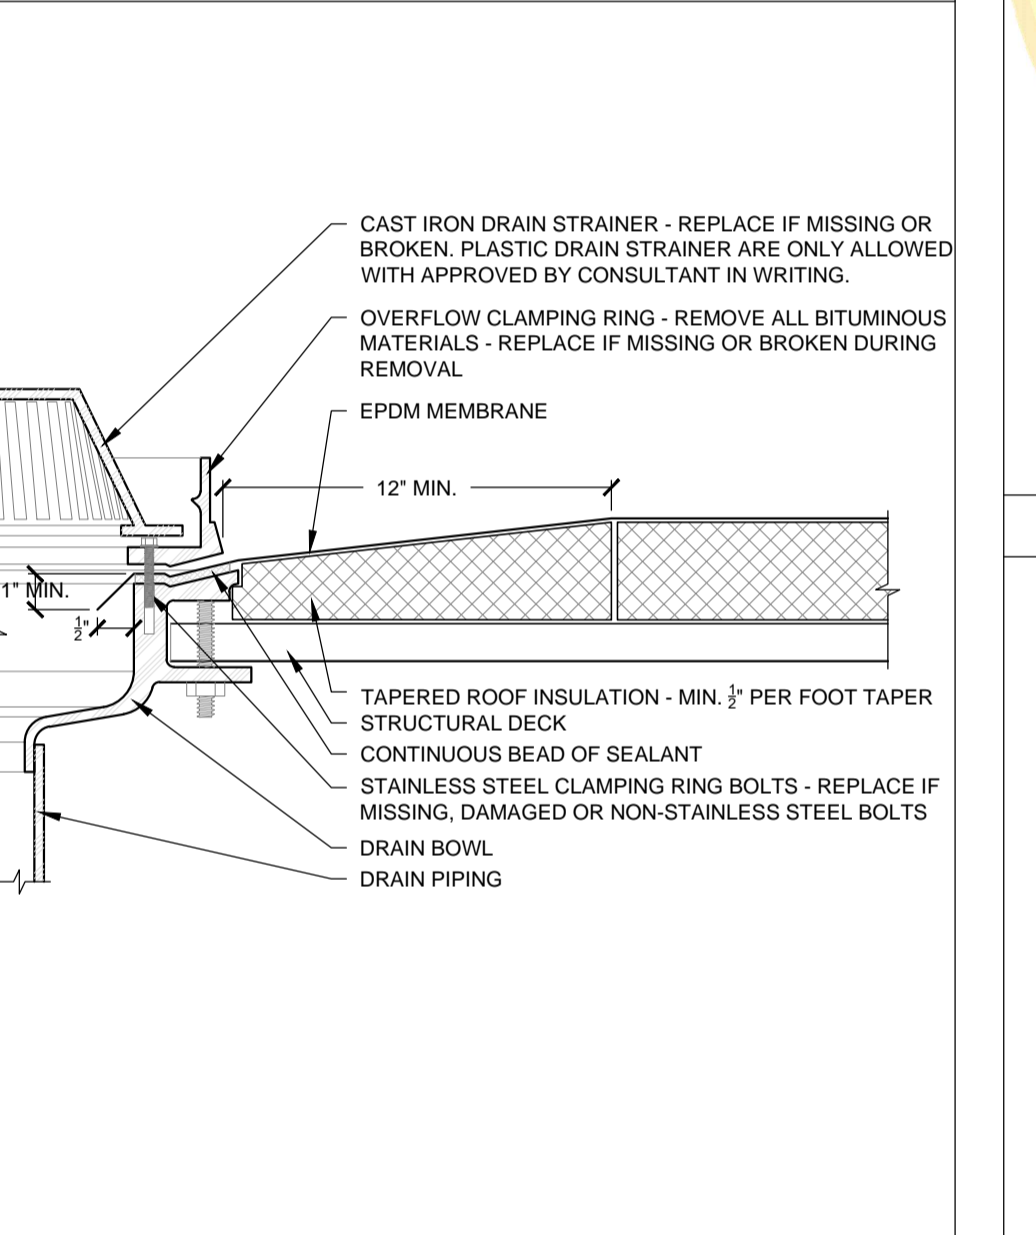 CAST IRON DRAIN STRAINER - REPLACE IF MISSING OR
BROKEN. PLASTIC DRAIN STRAINER ARE ONLY ALLOWED
WITH APPROVED BY CONSULTANT IN WRITING.
OVERFLOW CLAMPING RING - REMOVE ALL BITUMINOUS
MATERIALS - REPLACE IF MISSING OR BROKEN DURING
REMOVAL
EPDM MEMBRANE
12" MIN.
1" MIN.
1/2"
TAPERED ROOF INSULATION - MIN. 1/2" PER FOOT TAPER
STRUCTURAL DECK
CONTINUOUS BEAD OF SEALANT
STAINLESS STEEL CLAMPING RING BOLTS - REPLACE IF
MISSING, DAMAGED OR NON-STAINLESS STEEL BOLTS
DRAIN BOWL
DRAIN PIPING